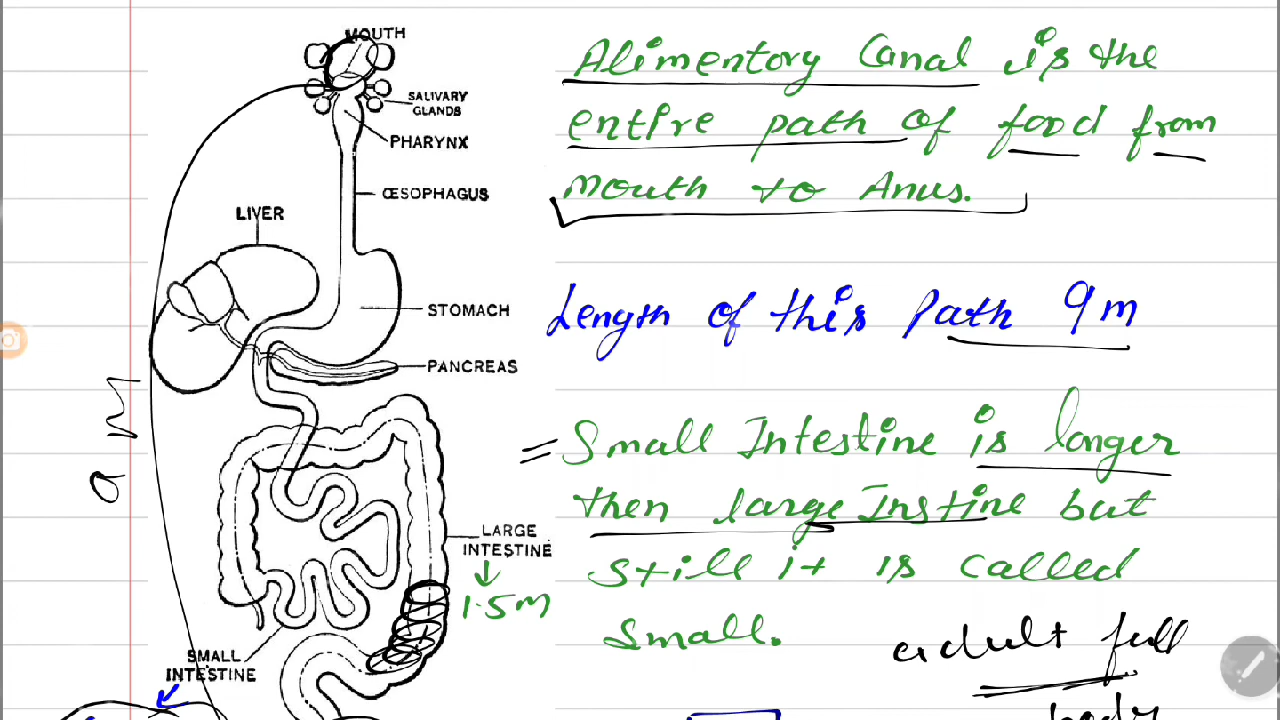 MOUTH
SALIVARY
GLANDS
PHARYNX
ŒSOPHAGUS
LIVER
STOMACH
PANCREAS
LARGE
INTESTINE
1.5m
SMALL
INTESTINE
9 M
Alimentory Canal is the
entire path of food from
mouth to Anus.
Length of this Path 9m
= Small Intestine is longer
then large Instine but
still it is called
small.
adult full
body